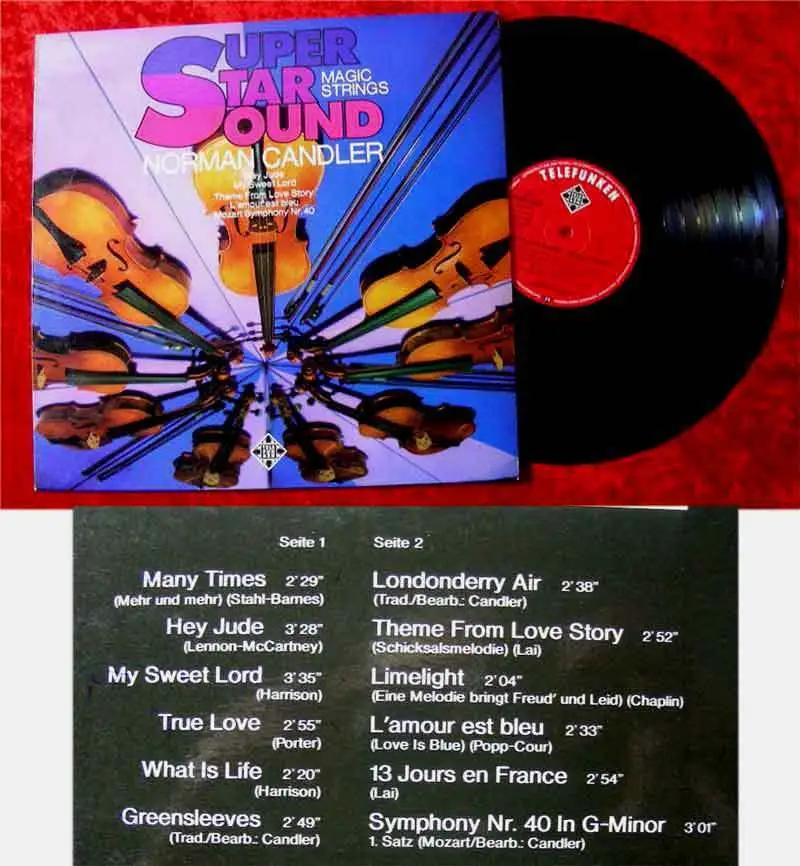 SUPER
STAR
SOUND
MAGIC
STRINGS
NORMAN CANDLER
Hey Jude
My Sweet Lord
Theme From Love Story
L'amour est bleu
Mozart Symphony Nr. 40
TELEFUNKEN
Seite 1
Many Times 2'29"
(Mehr und mehr) (Stahl-Barnes)
Hey Jude 3'28"
(Lennon-McCartney)
My Sweet Lord 3'35"
(Harrison)
True Love 2'55"
(Porter)
What Is Life 2'20"
(Harrison)
Greensleeves 2'49"
(Trad./Bearb.: Candler)
Seite 2
Londonderry Air 2'38"
(Trad./Bearb.: Candler)
Theme From Love Story 2'52"
(Schicksalsmelodie) (Lai)
Limelight 2'04"
(Eine Melodie bringt Freud' und Leid) (Chaplin)
L'amour est bleu 2'33"
(Love Is Blue) (Popp-Cour)
13 Jours en France 2'54"
(Lai)
Symphony Nr. 40 In G-Minor 3'01"
1. Satz (Mozart/Bearb.: Candler)